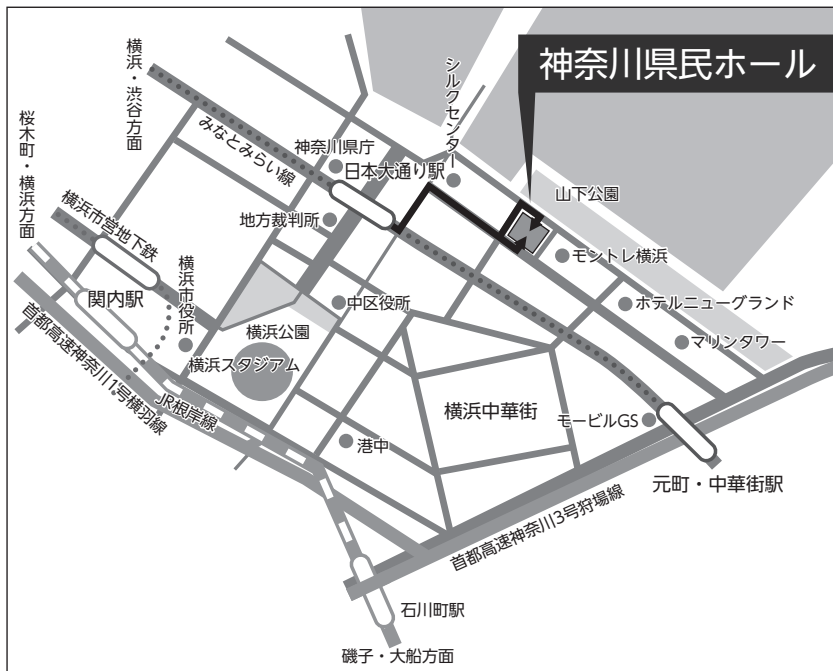 神奈川県民ホール
横浜・渋谷方面
シルクセンター
桜木町・横浜方面
みなとみらい線
神奈川県庁
日本大通り駅
山下公園
地方裁判所
横浜市営地下鉄
モントレ横浜
関内駅
横浜市役所
中区役所
ホテルニューグランド
横浜公園
マリンタワー
横浜スタジアム
首都高速神奈川1号横羽線
JR根岸線
横浜中華街
モービルGS
港中
元町・中華街駅
首都高速神奈川3号狩場線
石川町駅
磯子・大船方面